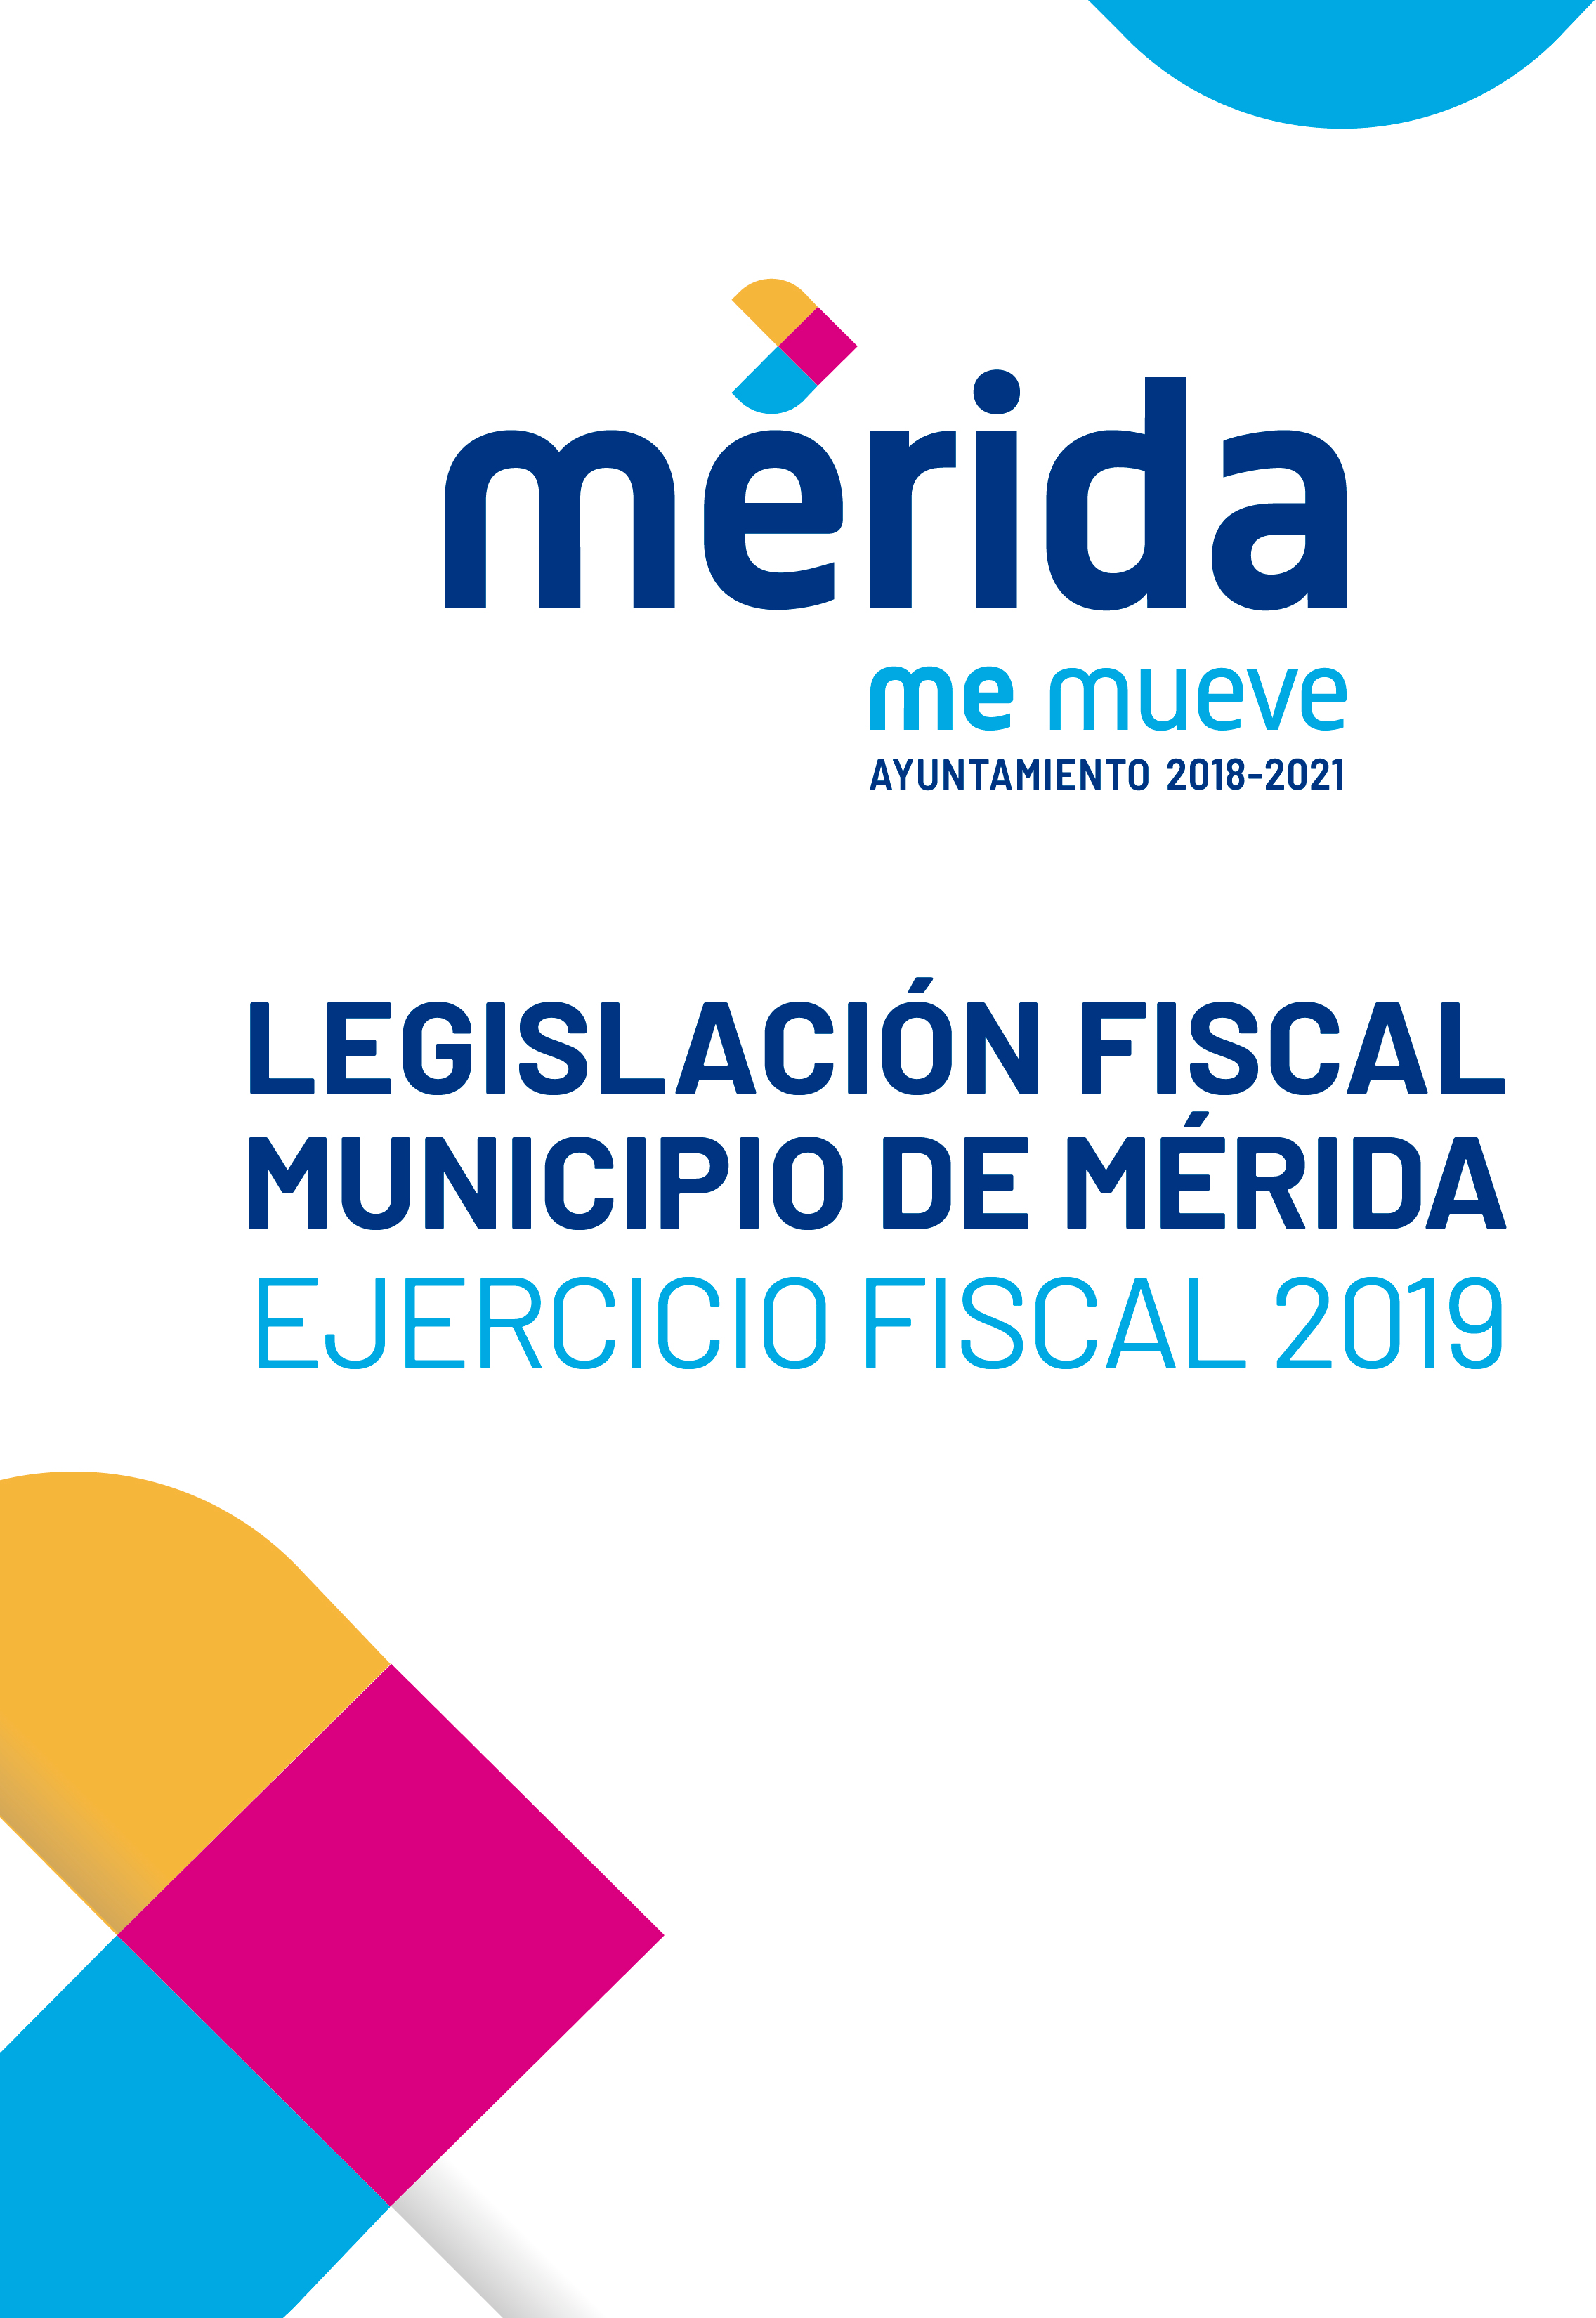 mérida
me mueve
AYUNTAMIENTO 2018-2021
LEGISLACIÓN FISCAL
MUNICIPIO DE MÉRIDA
EJERCICIO FISCAL 2019